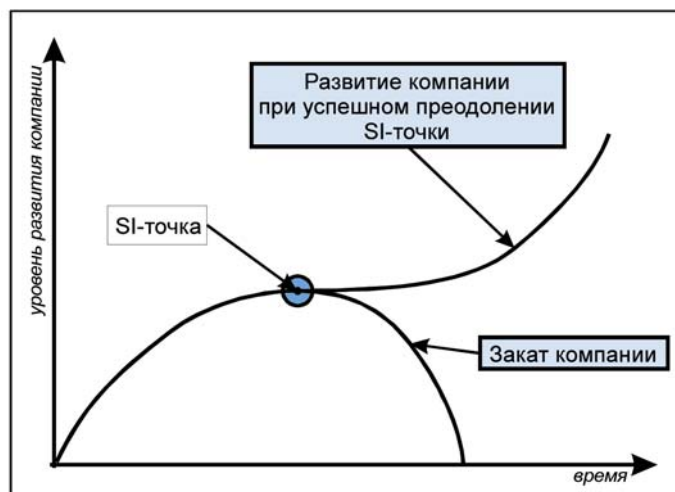 уровень развития компании
Развитие компании
при успешном преодолении
SI-точки
SI-точка
Закат компании
время